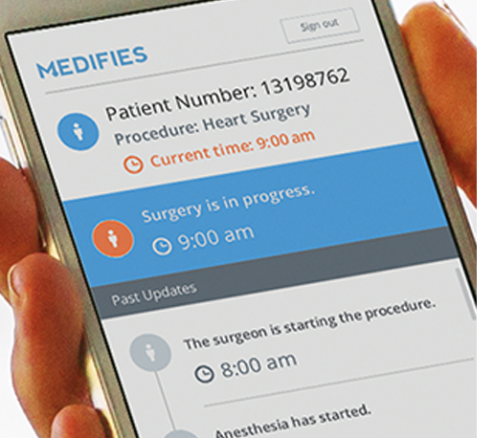 Sign out
MEDIFIES
Patient Number: 13198762
Procedure: Heart Surgery
Current time: 9:00 am
Surgery is in progress.
9:00 am
Past Updates
The surgeon is starting the procedure.
8:00 am
Anesthesia has started.